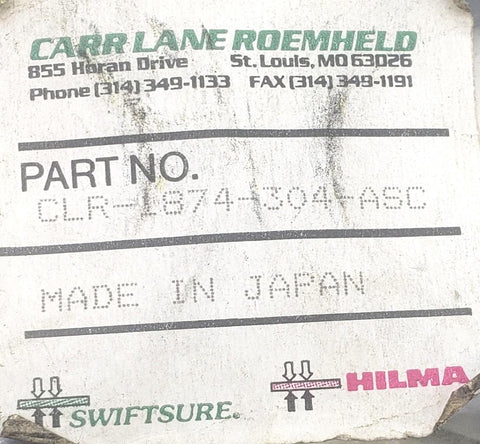 CARR LANE ROEMHELD
855 Horan Drive St. Louis, MO 63026
Phone (314) 349-1133 FAX (314) 349-1191
PART NO.
CLR-1874-304-ASC
MADE IN JAPAN
SWIFTSURE® HILMA